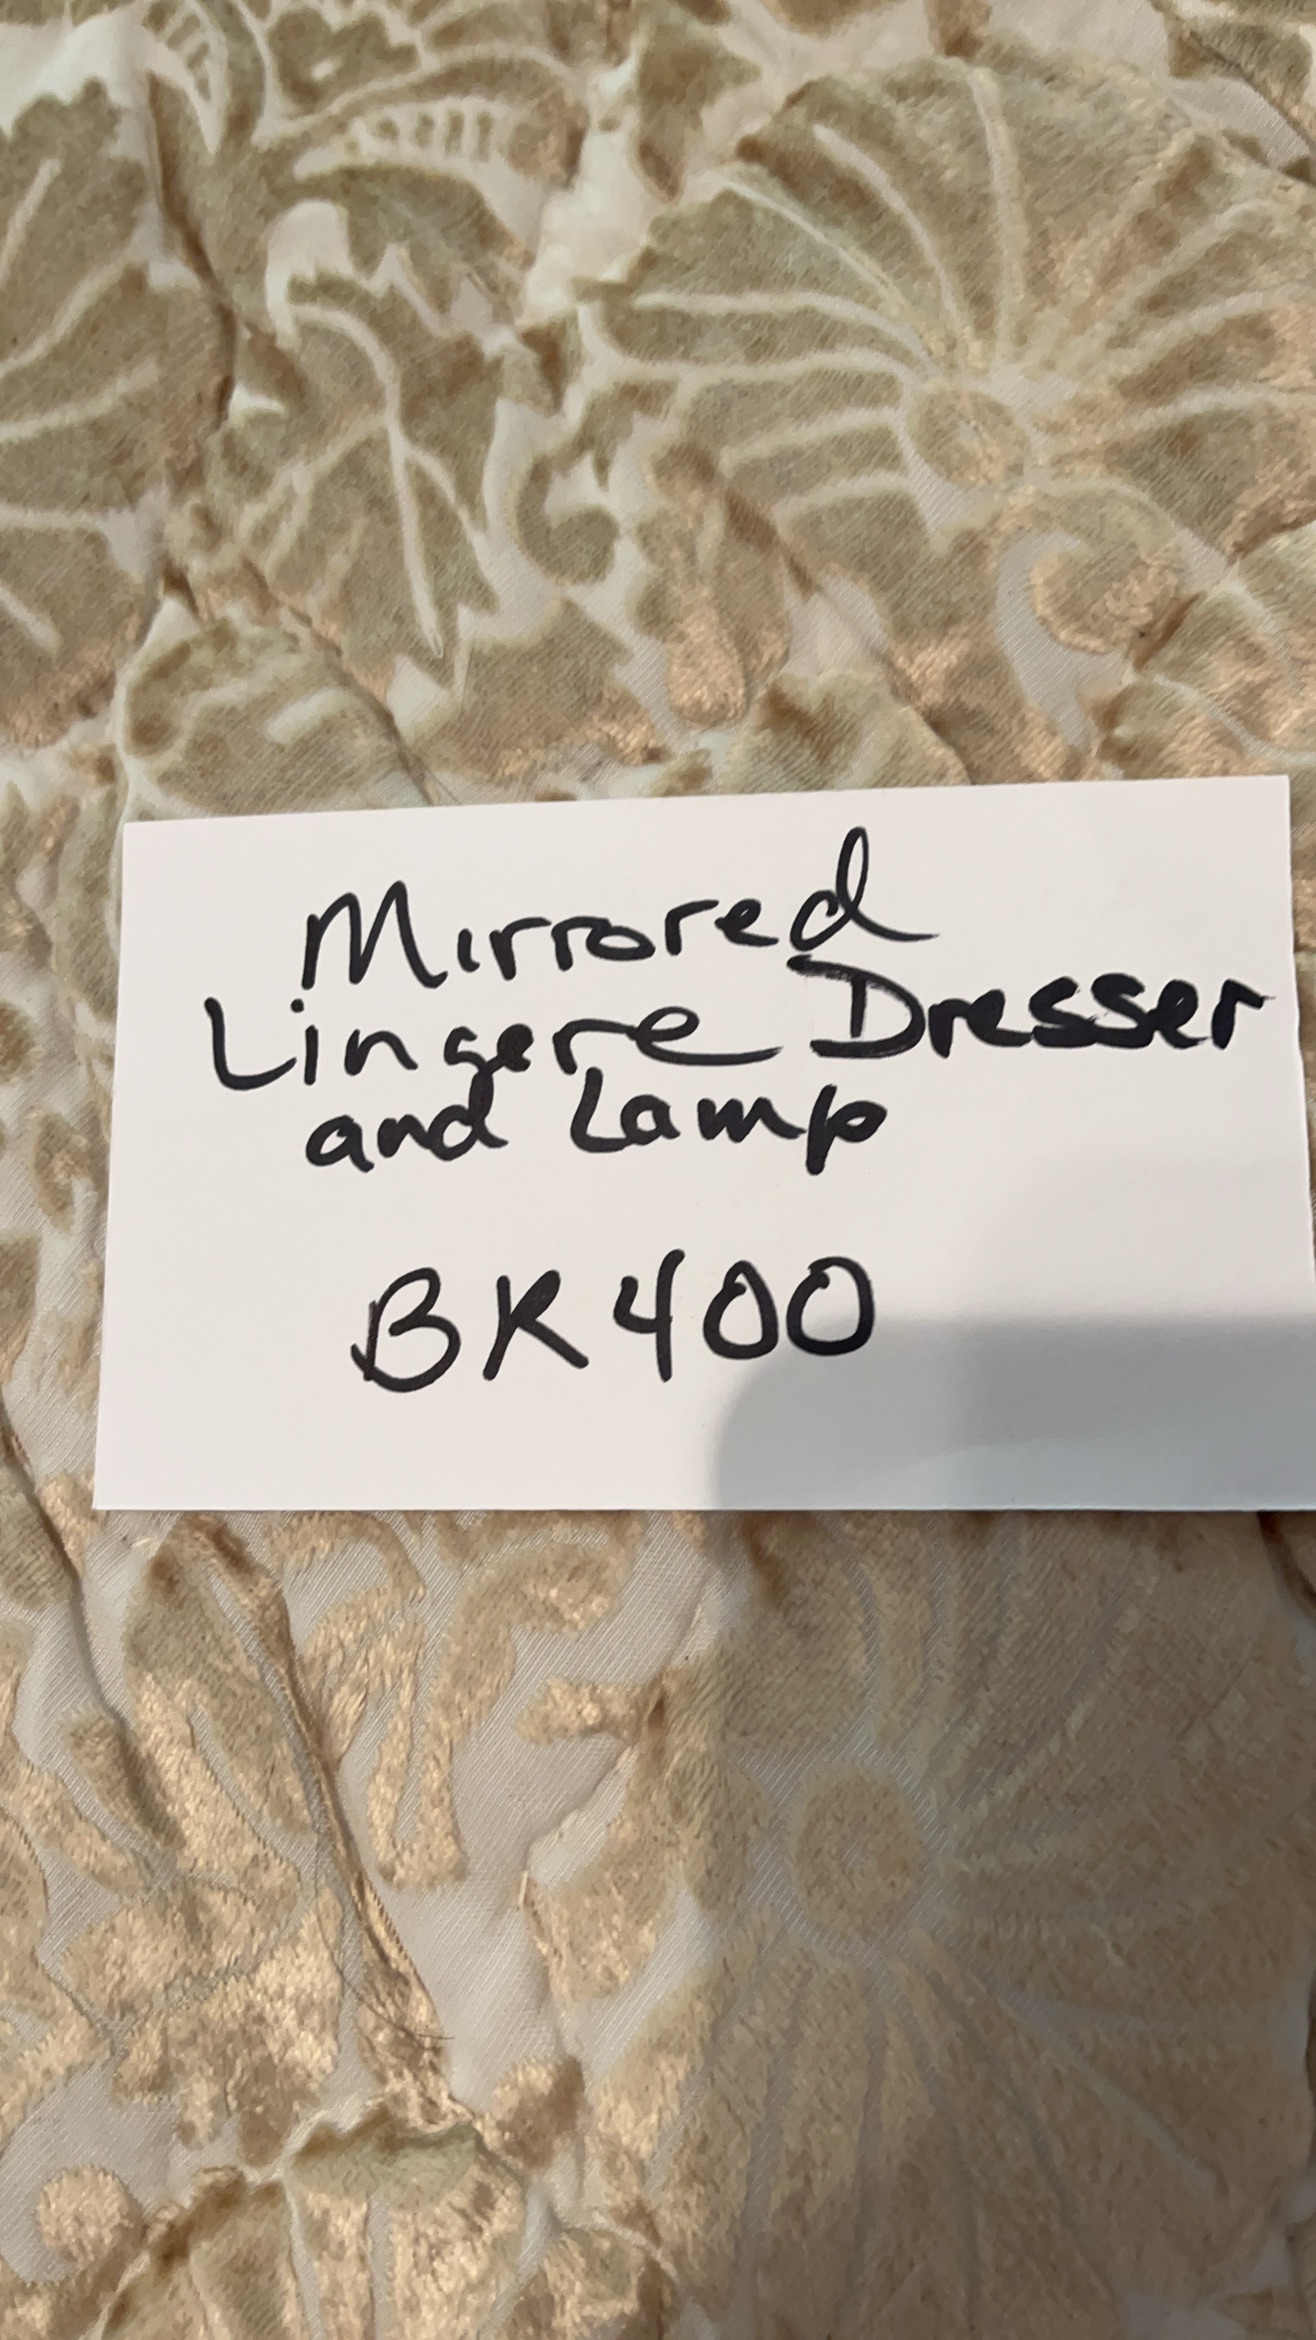 Mirrored
Lingere Dresser
and Lamp
BK400